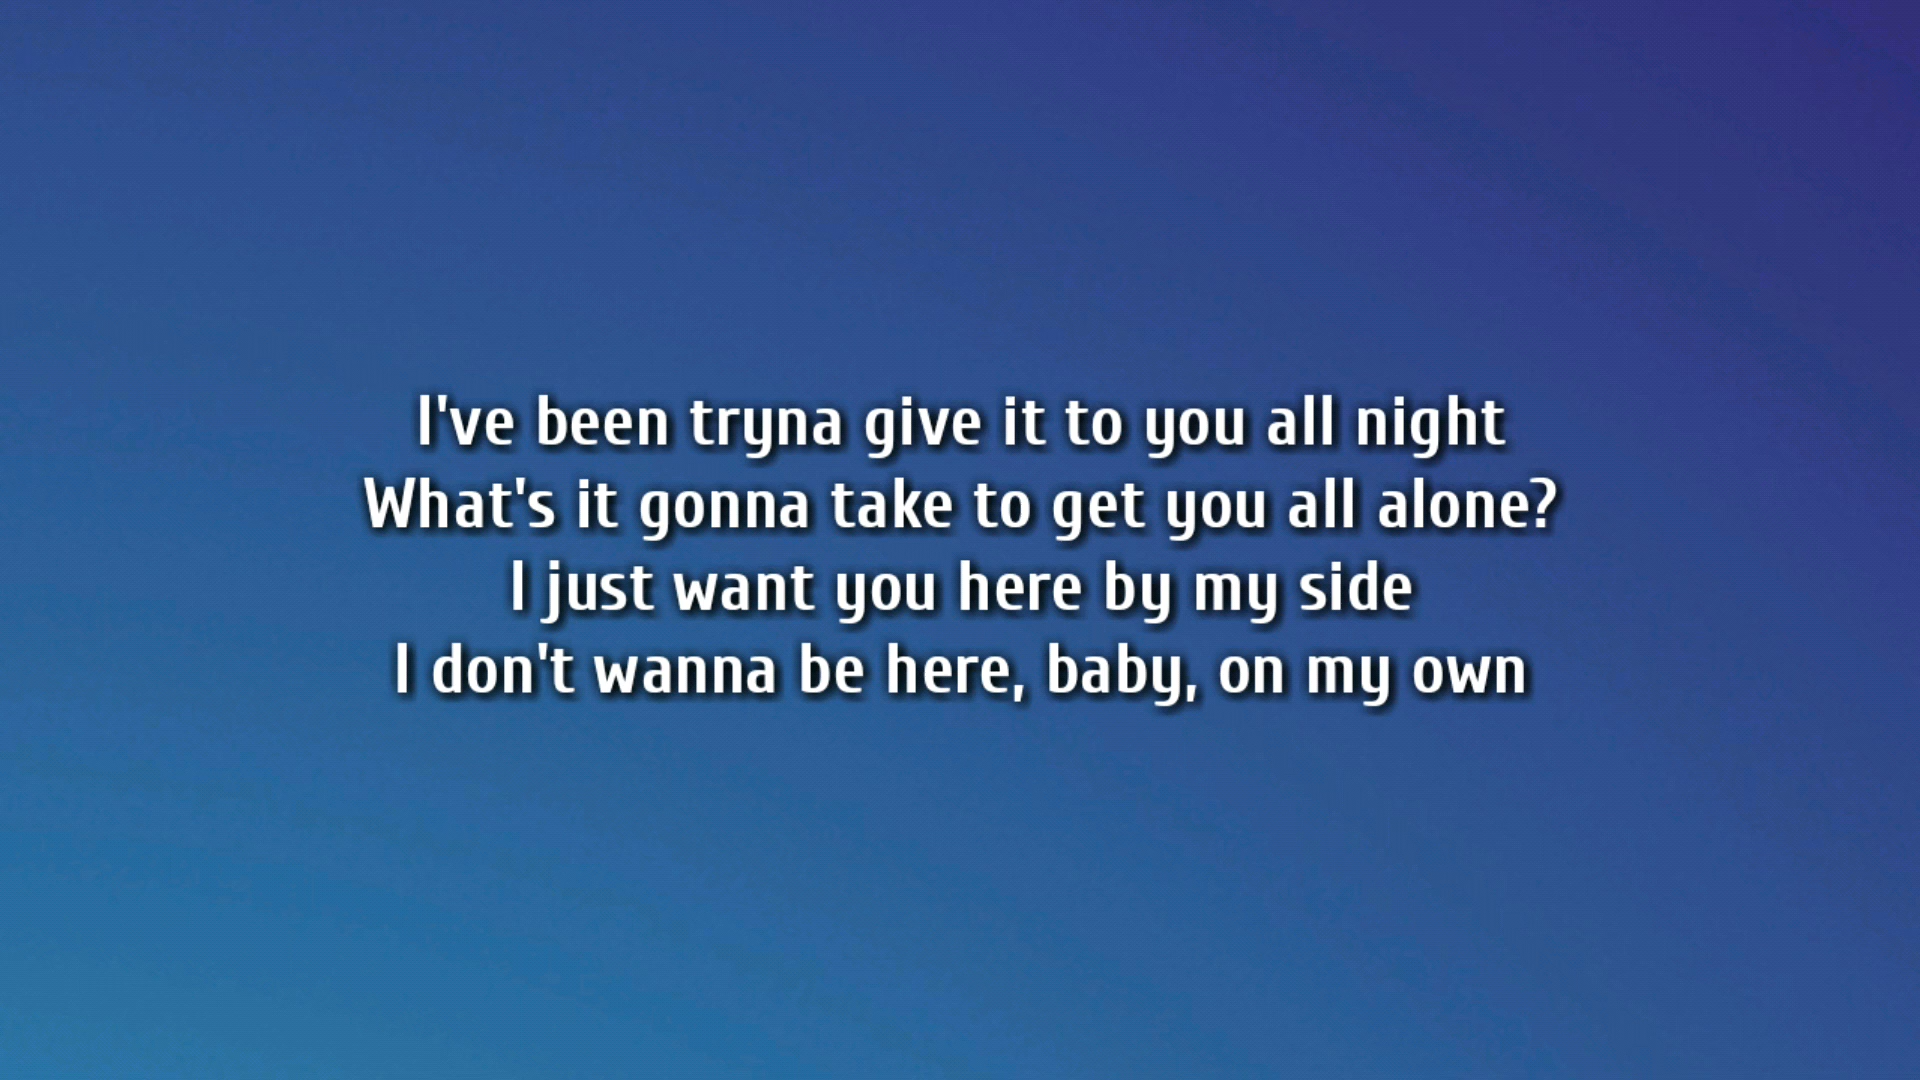 I've been tryna give it to you all night
What's it gonna take to get you all alone?
I just want you here by my side
I don't wanna be here, baby, on my own